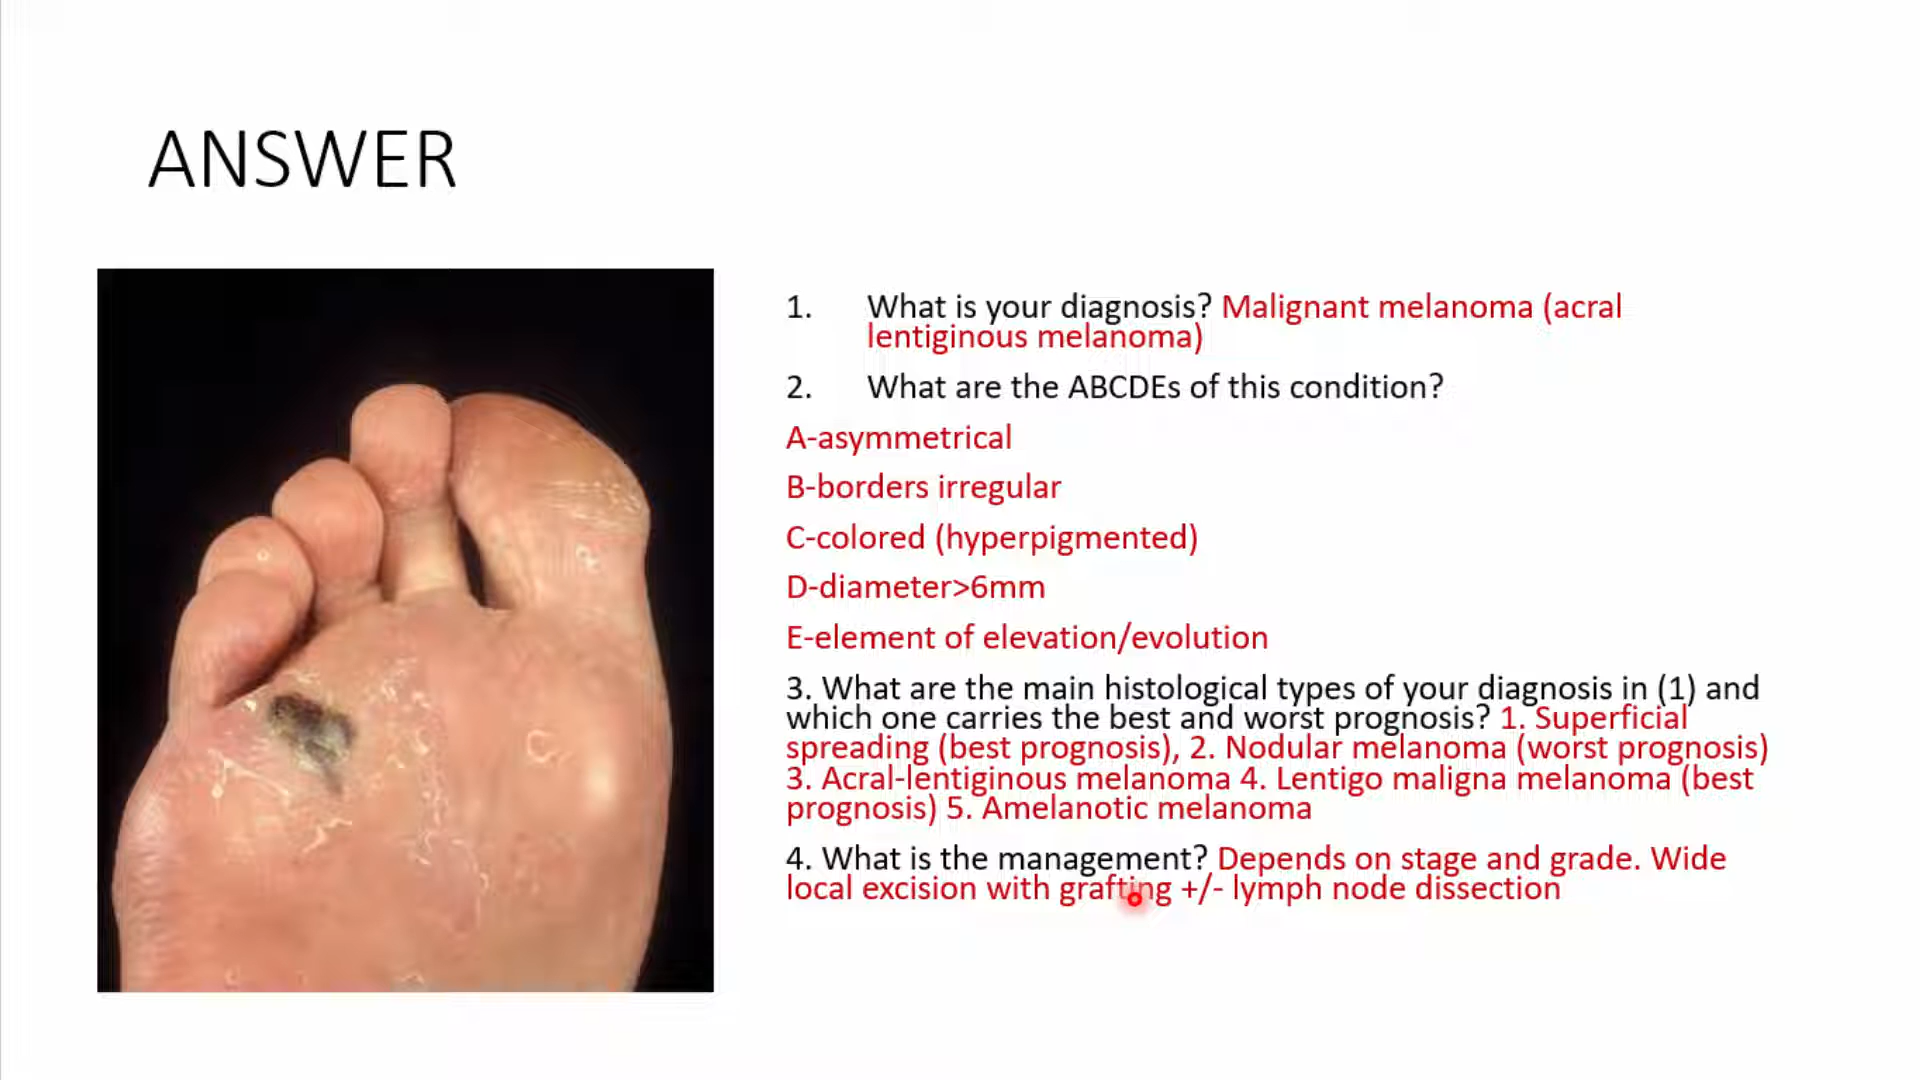 ANSWER
1. What is your diagnosis? Malignant melanoma (acral
lentiginous melanoma)
2. What are the ABCDEs of this condition?
A-asymmetrical
B-borders irregular
C-colored (hyperpigmented)
D-diameter>6mm
E-element of elevation/evolution
3. What are the main histological types of your diagnosis in (1) and
which one carries the best and worst prognosis? 1. Superficial
spreading (best prognosis), 2. Nodular melanoma (worst prognosis)
3. Acral-lentiginous melanoma 4. Lentigo maligna melanoma (best
prognosis) 5. Amelanotic melanoma
4. What is the management? Depends on stage and grade. Wide
local excision with grafting +/- lymph node dissection